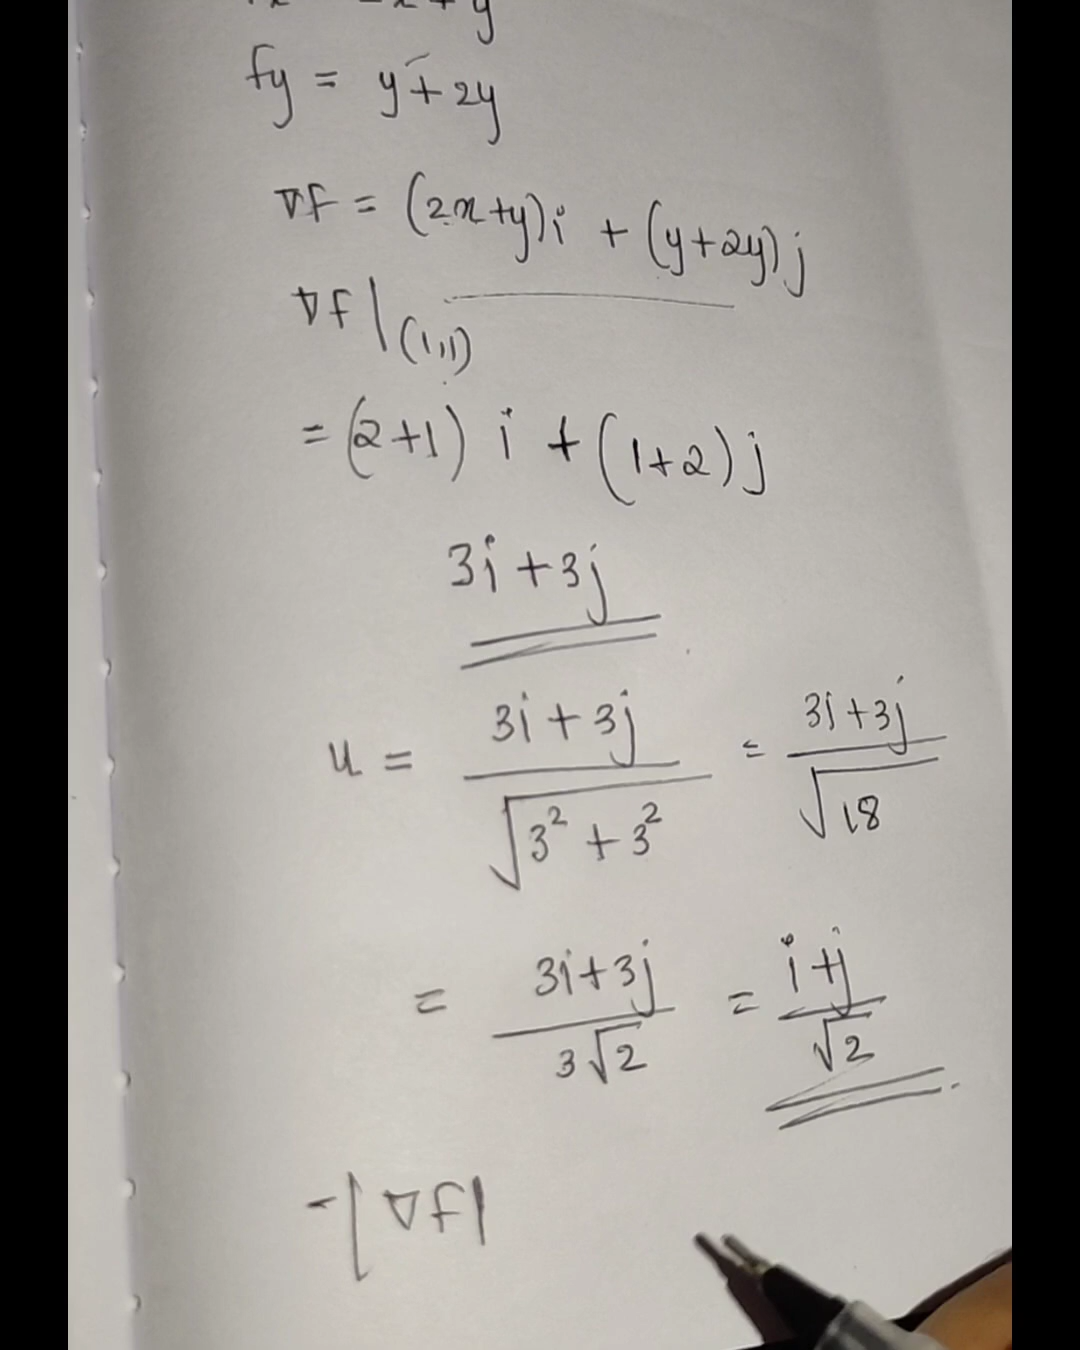 fy = y + 2y
∇f = (2x+y)i + (y+2y)j
∇f|(1,1)
= (2+1) i + (1+2) j
3i + 3j
u = 3i + 3j / √3² + 3² = 3i + 3j / √18
= 3i + 3j / 3√2 = i + j / √2
-|∇f|